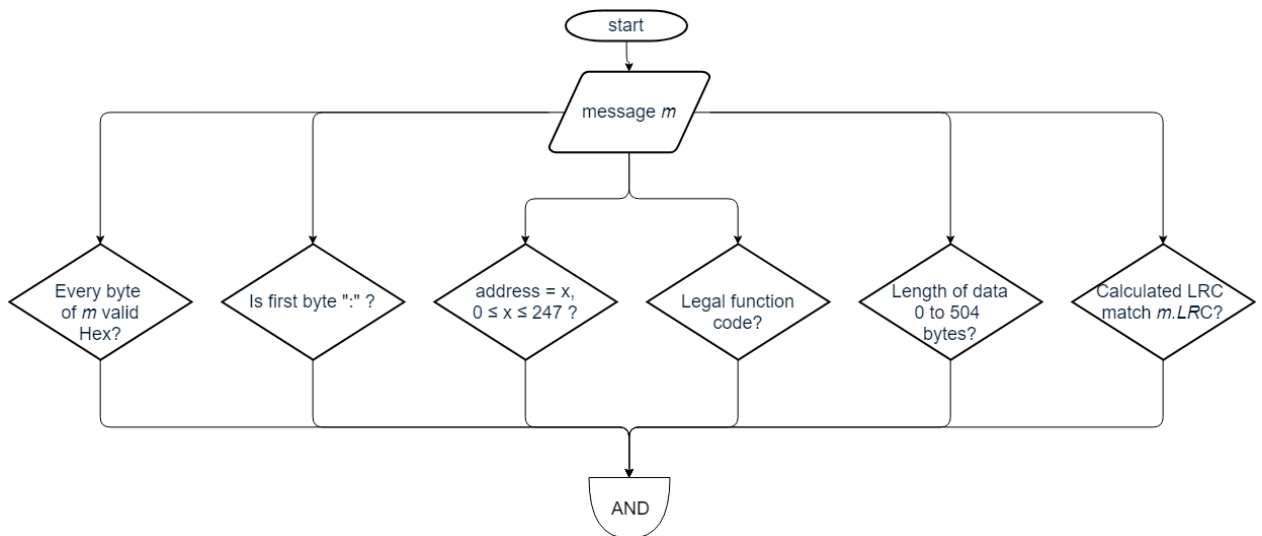 start
message m
Every byte
of m valid
Hex?
Is first byte ":" ?
address = x,
0 ≤ x ≤ 247 ?
Legal function
code?
Length of data
0 to 504
bytes?
Calculated LRC
match m.LRC?
AND